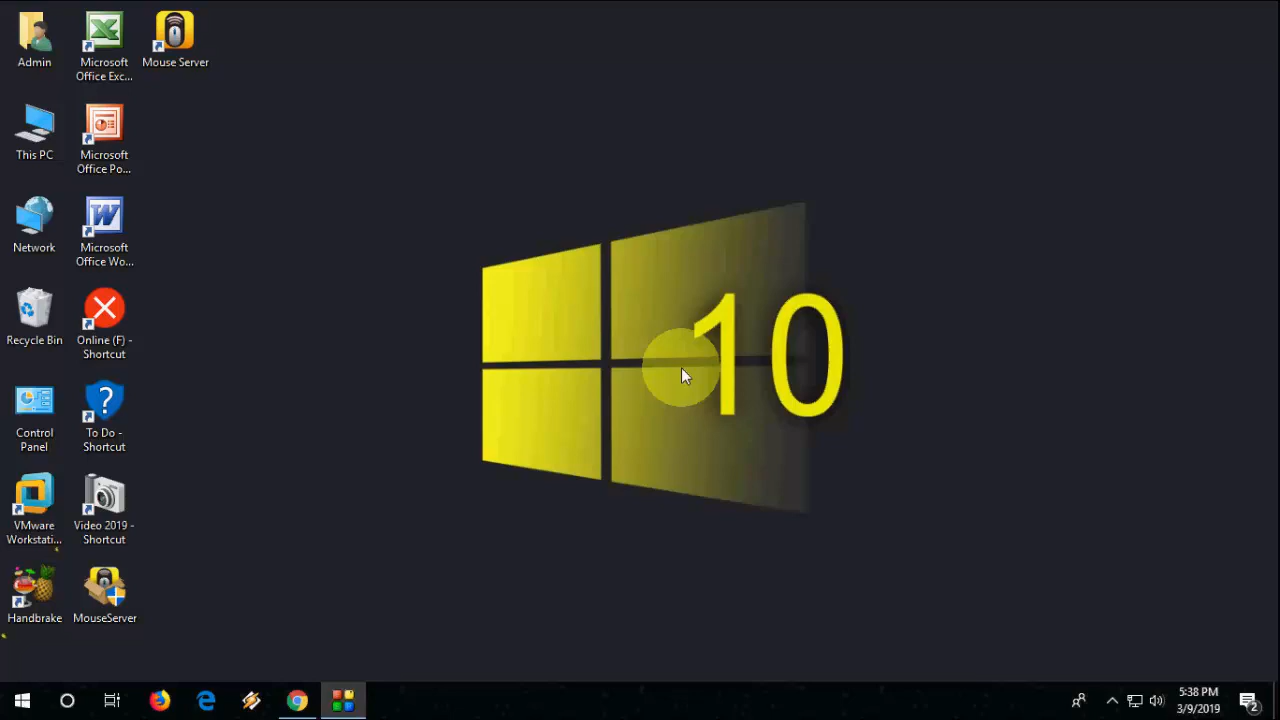 Admin
Microsoft
Office Exc...
Mouse Server
This PC
Microsoft
Office Po...
Network
Microsoft
Office Wo...
Recycle Bin
Online (F) -
Shortcut
Control
Panel
To Do -
Shortcut
VMware
Workstati...
Video 2019 -
Shortcut
Handbrake
MouseServer
10
5:38 PM
3/9/2019
2